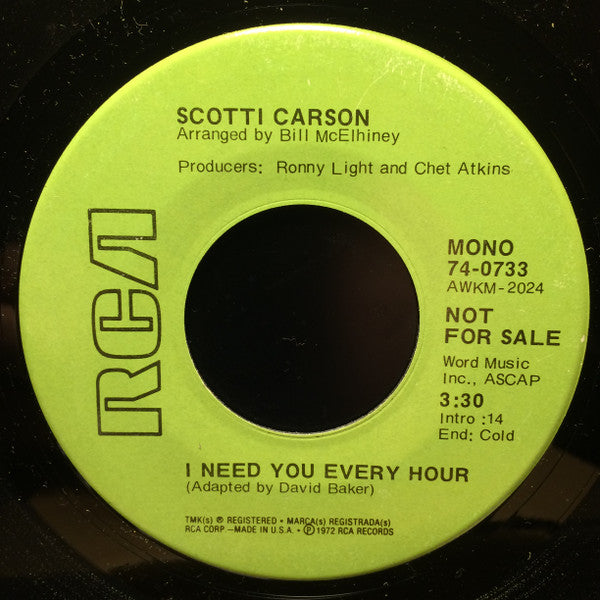 SCOTTI CARSON
Arranged by Bill McElhiney
Producers: Ronny Light and Chet Atkins
RCA
MONO
74-0733
AWKM-2024
NOT
FOR SALE
Word Music
Inc., ASCAP
3:30
Intro :14
End: Cold
I NEED YOU EVERY HOUR
(Adapted by David Baker)
TMK(s) ® REGISTERED • MARCA(s) REGISTRADA(s)
RCA CORP.—MADE IN U.S.A. • ℗ 1972 RCA RECORDS